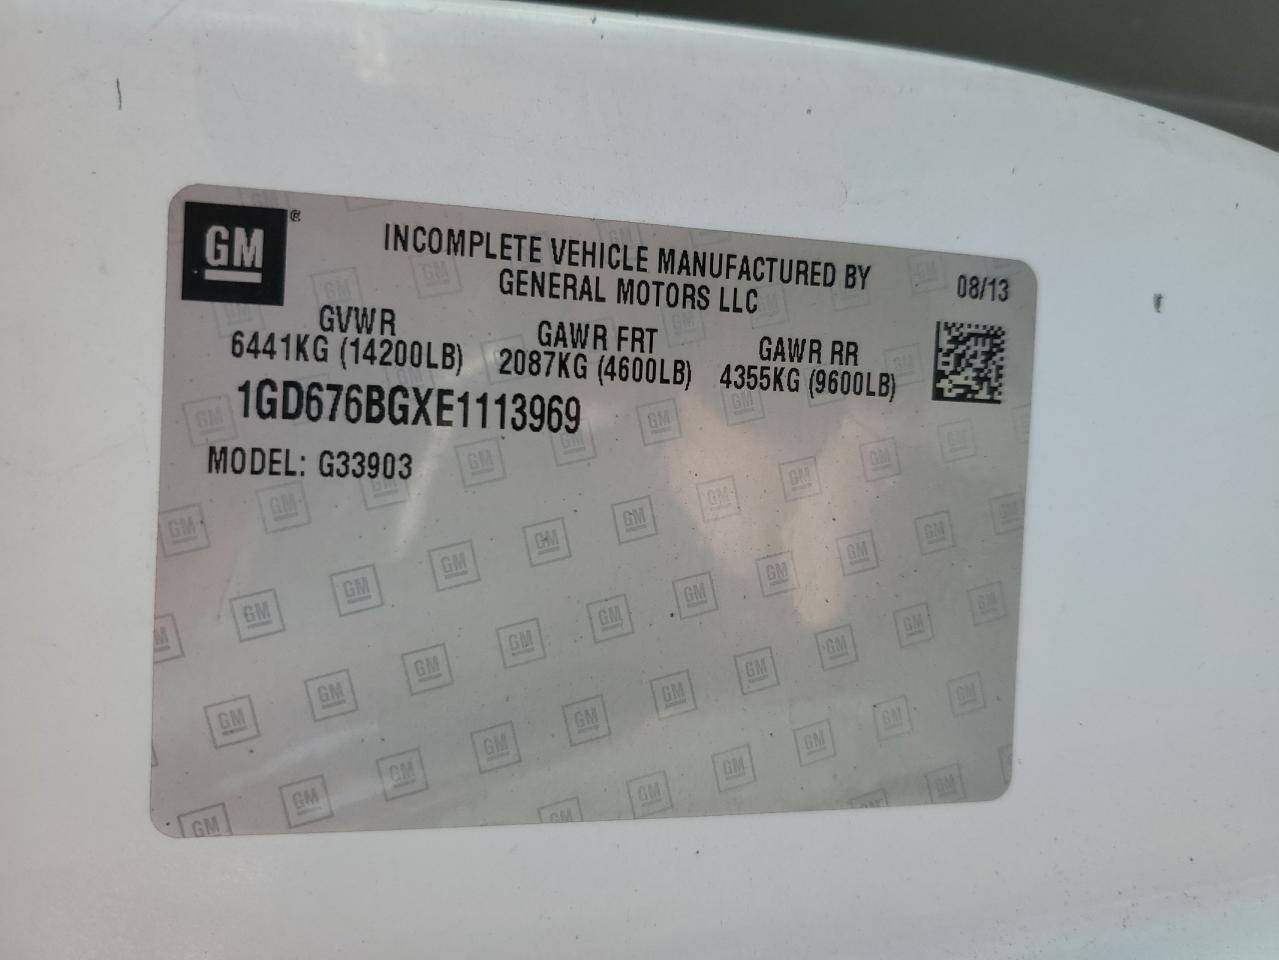 GM ®
INCOMPLETE VEHICLE MANUFACTURED BY
GENERAL MOTORS LLC
08/13
GVWR
6441KG (14200LB)
GAWR FRT
2087KG (4600LB)
GAWR RR
4355KG (9600LB)
1GD676BGXE1113969
MODEL: G33903